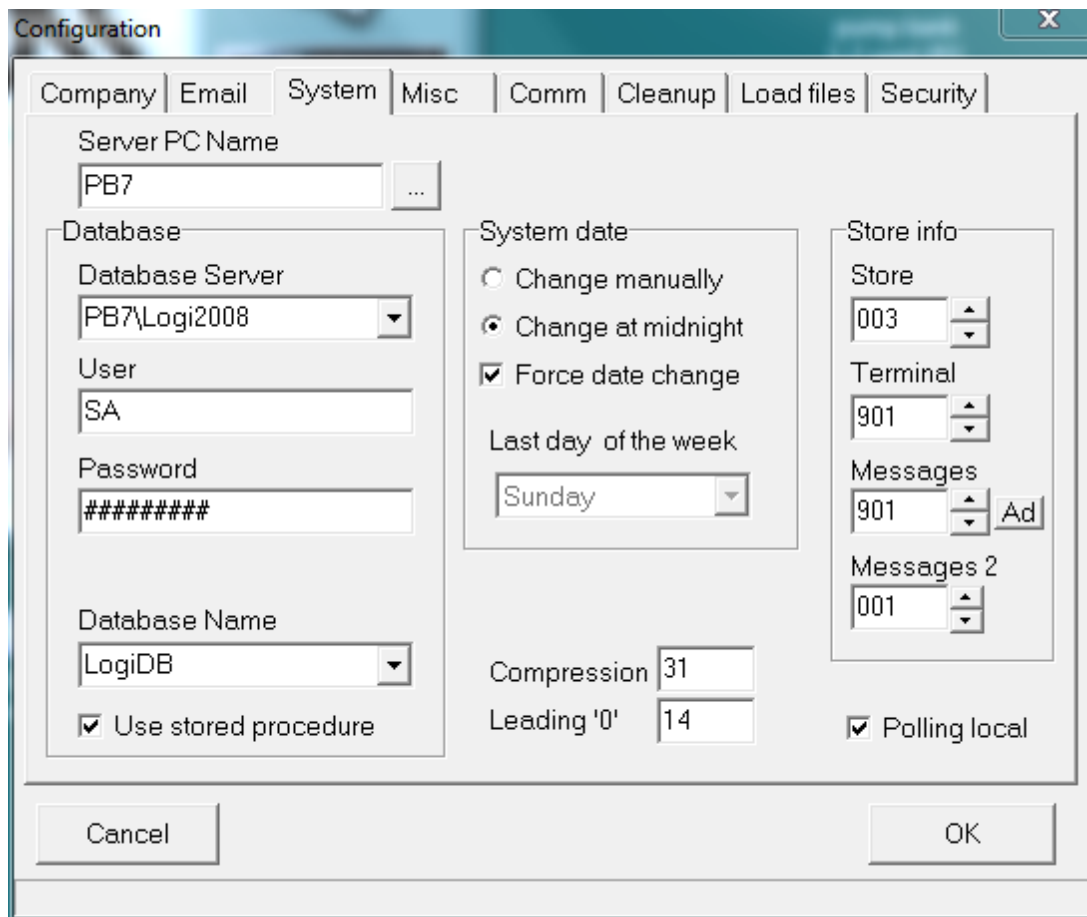 Configuration
Company Email System Misc Comm Cleanup Load files Security
Server PC Name
PB7 ...
Database
Database Server
PB7\Logi2008
User
SA
Password
#########
Database Name
LogiDB
Use stored procedure
System date
Change manually
Change at midnight
Force date change
Last day of the week
Sunday
Compression 31
Leading '0' 14
Store info
Store
003
Terminal
901
Messages
901 Ad
Messages 2
001
Polling local
Cancel OK